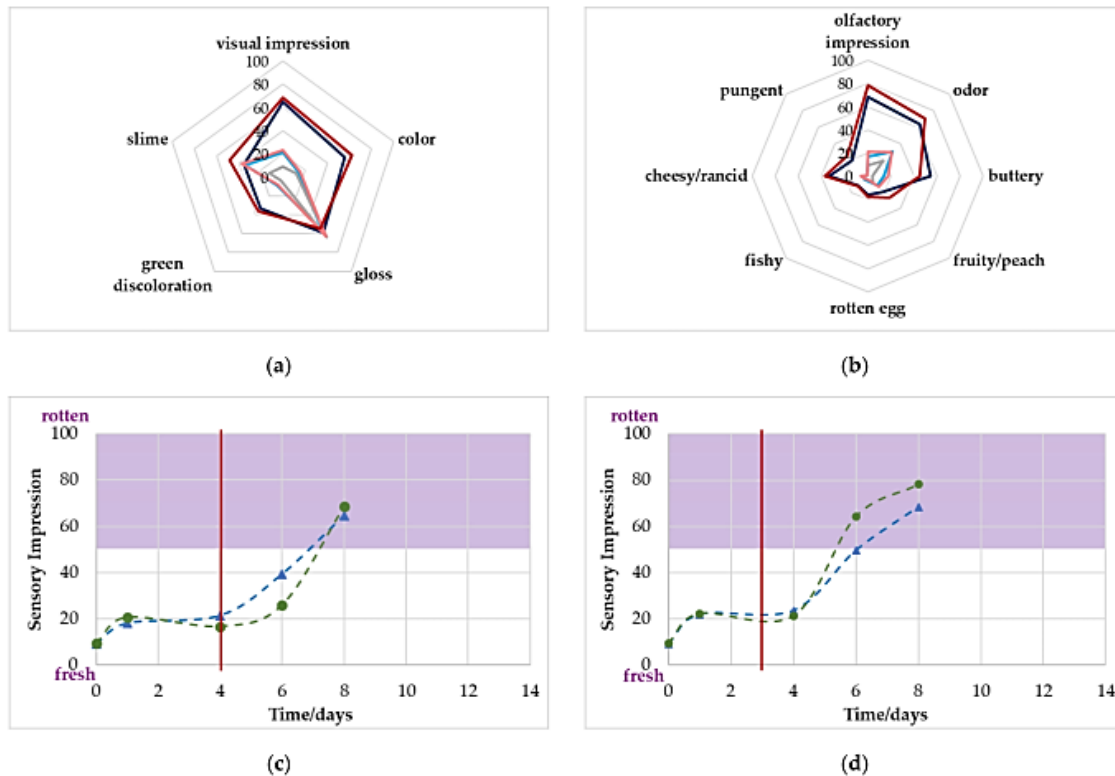 visual impression
100
80
60
40
20
0
slime
color
green
discoloration
gloss
(a)
olfactory
impression
100
80
60
40
20
0
pungent
odor
cheesy/rancid
buttery
fishy
fruity/peach
rotten egg
(b)
rotten
100
80
60
40
20
0
Sensory Impression
fresh
0 2 4 6 8 10 12 14
Time/days
(c)
rotten
100
80
60
40
20
0
Sensory Impression
fresh
0 2 4 6 8 10 12 14
Time/days
(d)